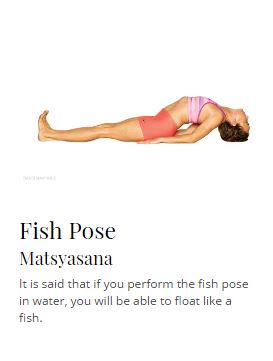 Fish Pose
Matsyasana
It is said that if you perform the fish pose
in water, you will be able to float like a
fish.